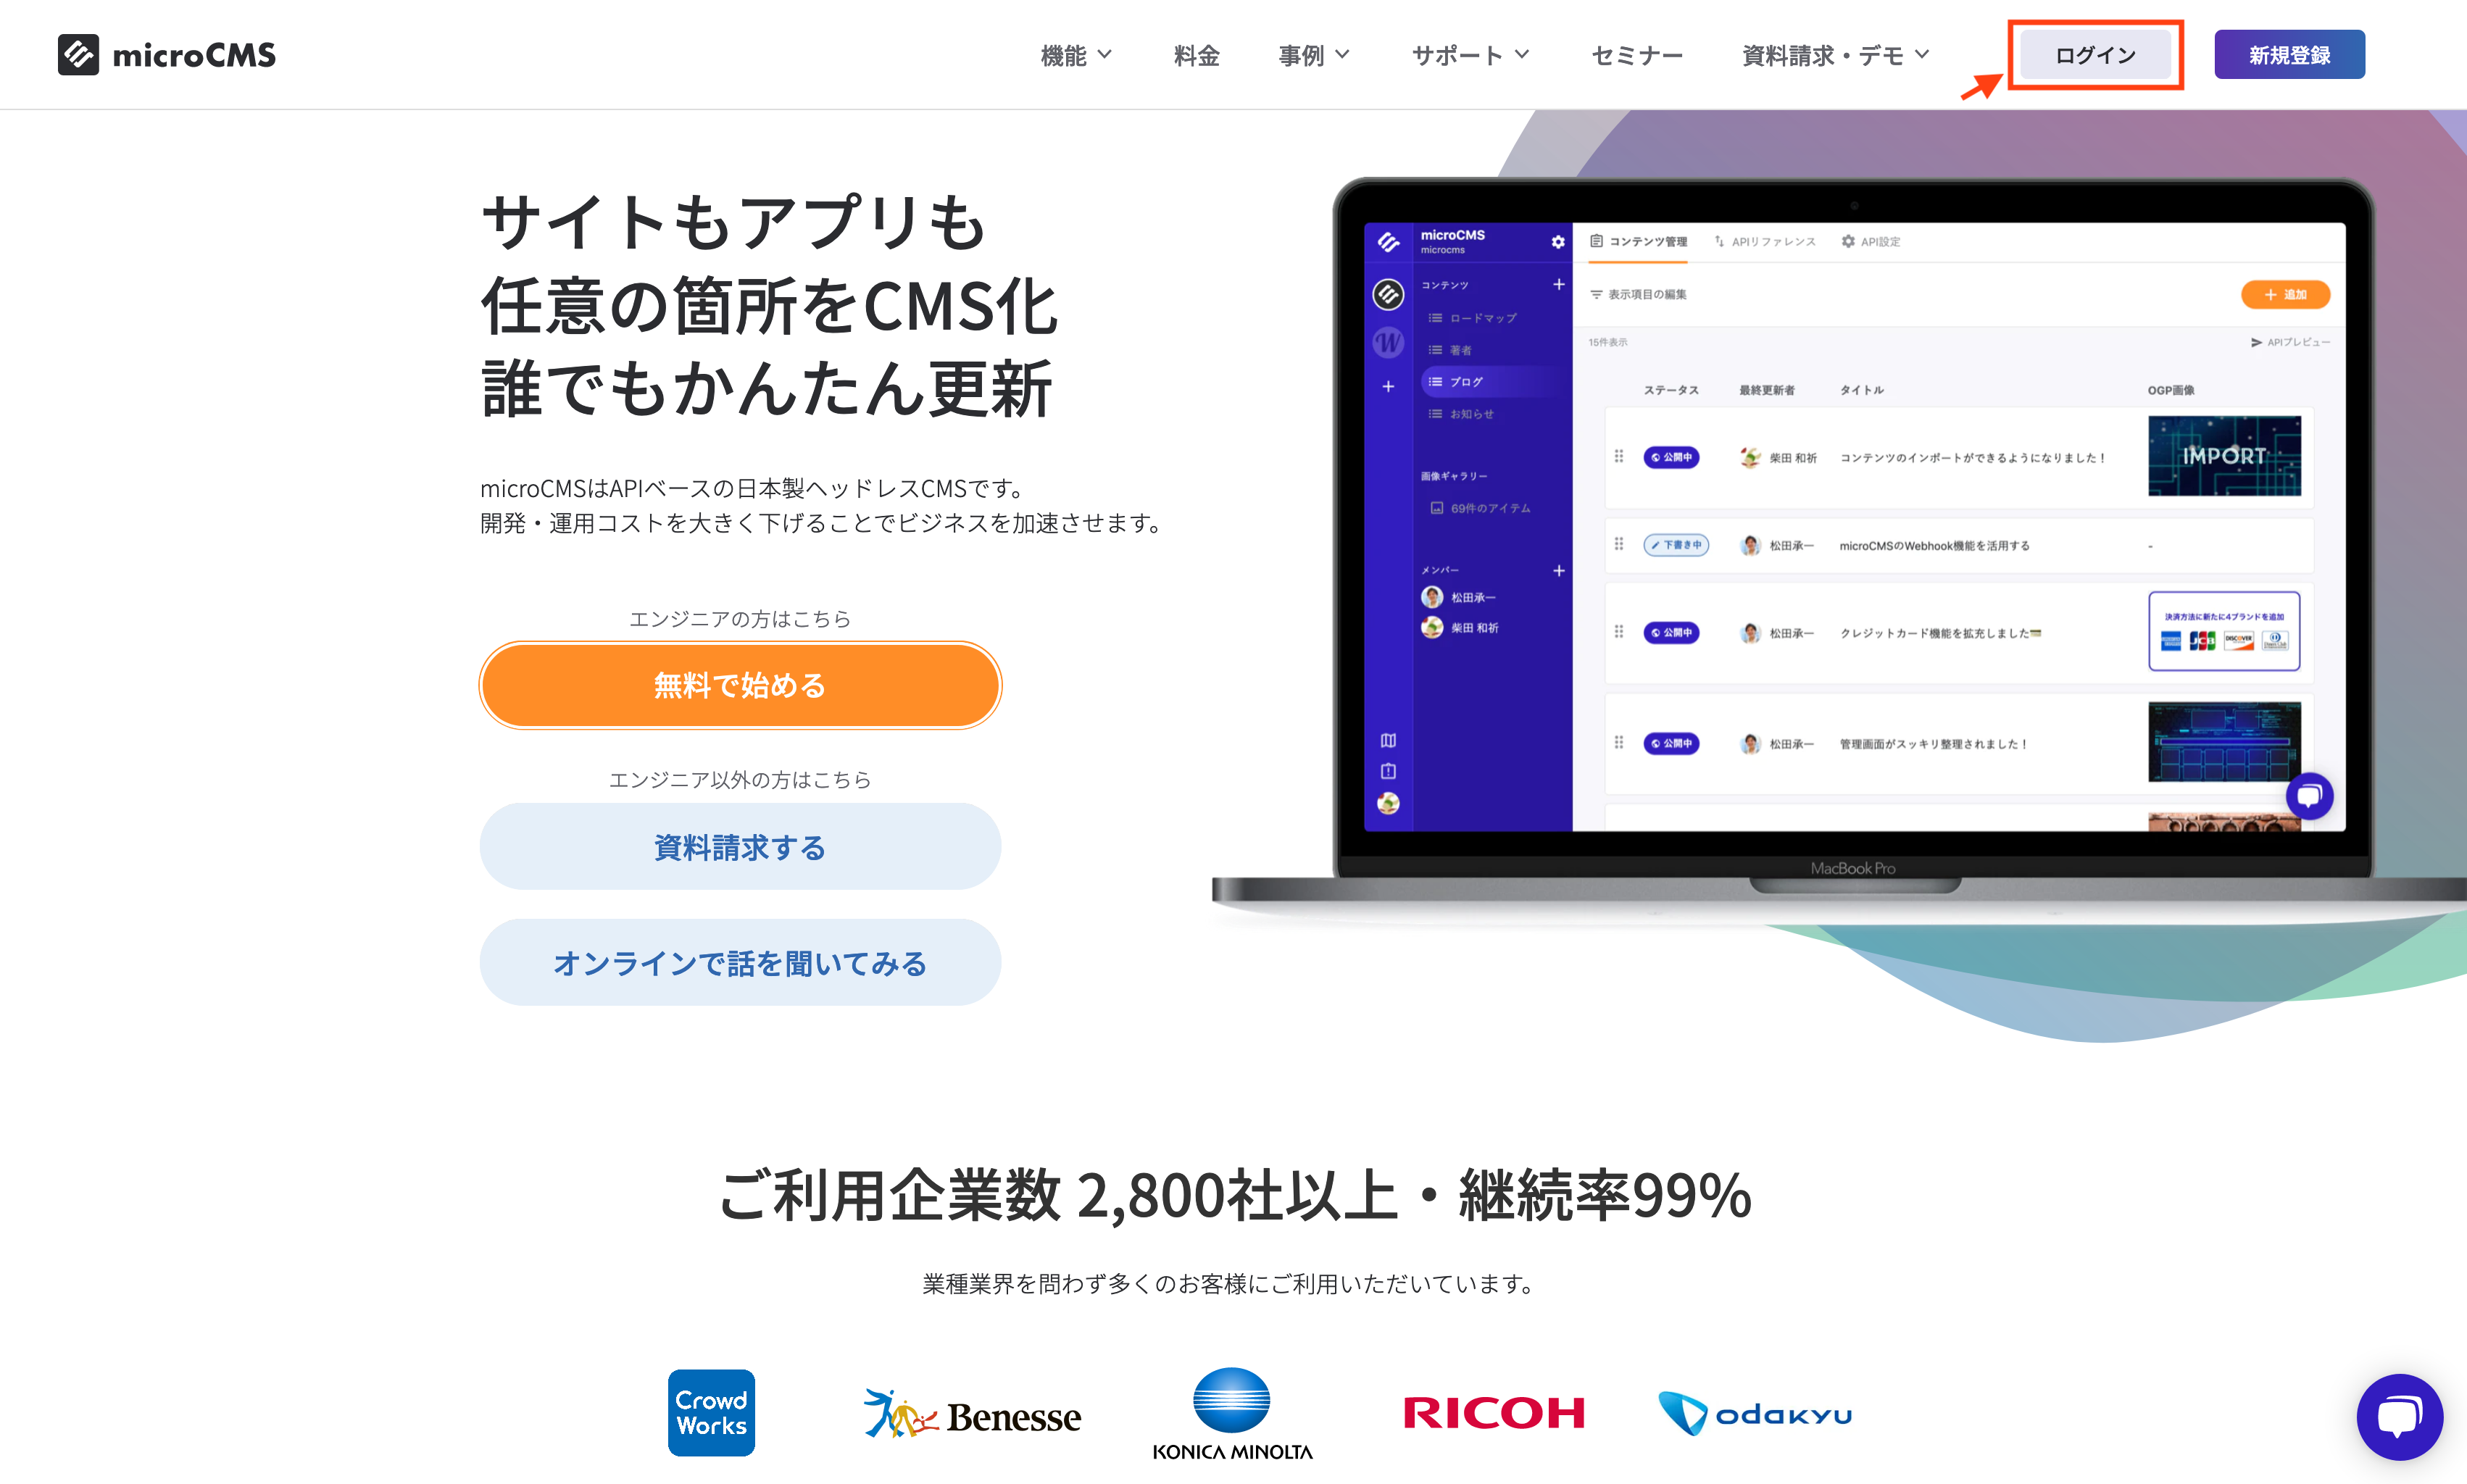 microCMS
機能
料金
事例
サポート
セミナー
資料請求・デモ
ログイン
新規登録
サイトもアプリも
任意の箇所をCMS化
誰でもかんたん更新
microCMSはAPIベースの日本製ヘッドレスCMSです。
開発・運用コストを大きく下げることでビジネスを加速させます。
エンジニアの方はこちら
無料で始める
エンジニア以外の方はこちら
資料請求する
オンラインで話を聞いてみる
microCMS
microcms
コンテンツ
ロードマップ
著者
ブログ
お知らせ
画像ギャラリー
69件のアイテム
メンバー
松田承一
柴田 和祈
W
コンテンツ管理
APIリファレンス
API設定
表示項目の編集
追加
15件表示
APIプレビュー
ステータス 最終更新者 タイトル OGP画像
公開中 柴田 和祈 コンテンツのインポートができるようになりました！ IMPORT
下書き中 松田承一 microCMSのWebhook機能を活用する -
公開中 松田承一 クレジットカード機能を拡充しました
決済方法に新たに4ブランドを追加
JCB DISCOVER
公開中 松田承一 管理画面がスッキリ整理されました！
MacBook Pro
ご利用企業数 2,800社以上・継続率99%
業種業界を問わず多くのお客様にご利用いただいています。
Crowd
Works
Benesse
KONICA MINOLTA
RICOH
odakyu